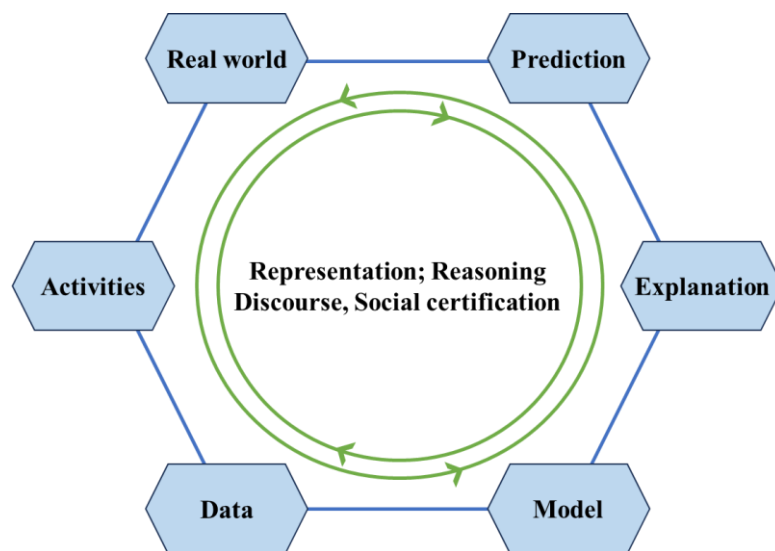 Real world
Prediction
Activities
Representation; Reasoning
Discourse, Social certification
Explanation
Data
Model